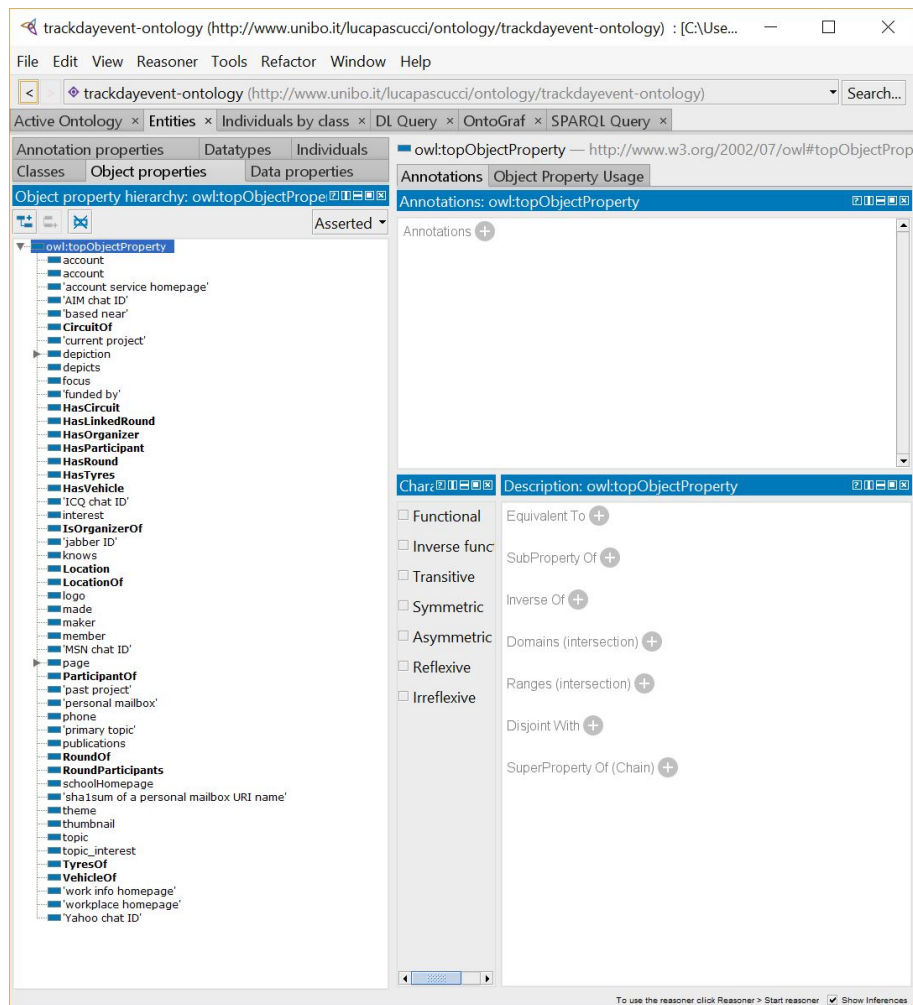 trackdayevent-ontology (http://www.unibo.it/lucapascucci/ontology/trackdayevent-ontology) : [C:\Use...
File Edit View Reasoner Tools Refactor Window Help
< > trackdayevent-ontology (http://www.unibo.it/lucapascucci/ontology/trackdayevent-ontology) Search...
Active Ontology × Entities × Individuals by class × DL Query × OntoGraf × SPARQL Query ×
Annotation properties Datatypes Individuals
Classes Object properties Data properties
Object property hierarchy: owl:topObjectPrope
Asserted
owl:topObjectProperty
account
account
'account service homepage'
'AIM chat ID'
'based near'
CircuitOf
'current project'
depiction
depicts
focus
'funded by'
HasCircuit
HasLinkedRound
HasOrganizer
HasParticipant
HasRound
HasTyres
HasVehicle
'ICQ chat ID'
interest
IsOrganizerOf
'jabber ID'
knows
Location
LocationOf
logo
made
maker
member
'MSN chat ID'
page
ParticipantOf
'past project'
'personal mailbox'
phone
'primary topic'
publications
RoundOf
RoundParticipants
schoolHomepage
'sha1sum of a personal mailbox URI name'
theme
thumbnail
topic
topic_interest
TyresOf
VehicleOf
'work info homepage'
'workplace homepage'
'Yahoo chat ID'
owl:topObjectProperty — http://www.w3.org/2002/07/owl#topObjectProp
Annotations Object Property Usage
Annotations: owl:topObjectProperty
Annotations
Chara
Functional
Inverse func
Transitive
Symmetric
Asymmetric
Reflexive
Irreflexive
Description: owl:topObjectProperty
Equivalent To
SubProperty Of
Inverse Of
Domains (intersection)
Ranges (intersection)
Disjoint With
SuperProperty Of (Chain)
To use the reasoner click Reasoner > Start reasoner Show Inferences